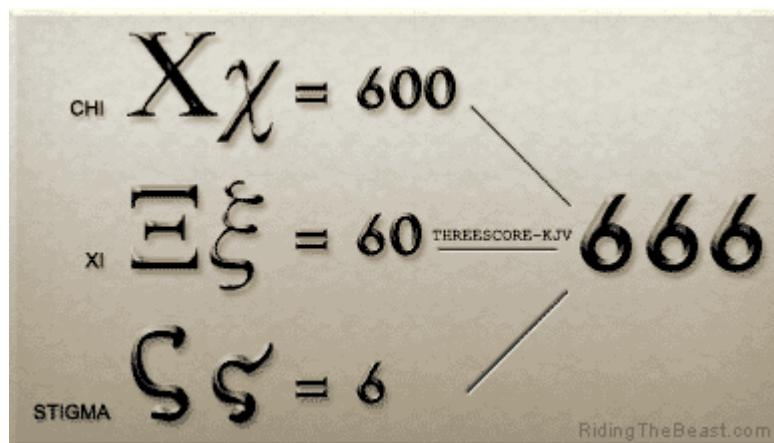 CHI Χχ = 600
XI Ξξ = 60 THREESCORE-KJV 666
STIGMA Ϛϛ = 6
RidingTheBeast.com